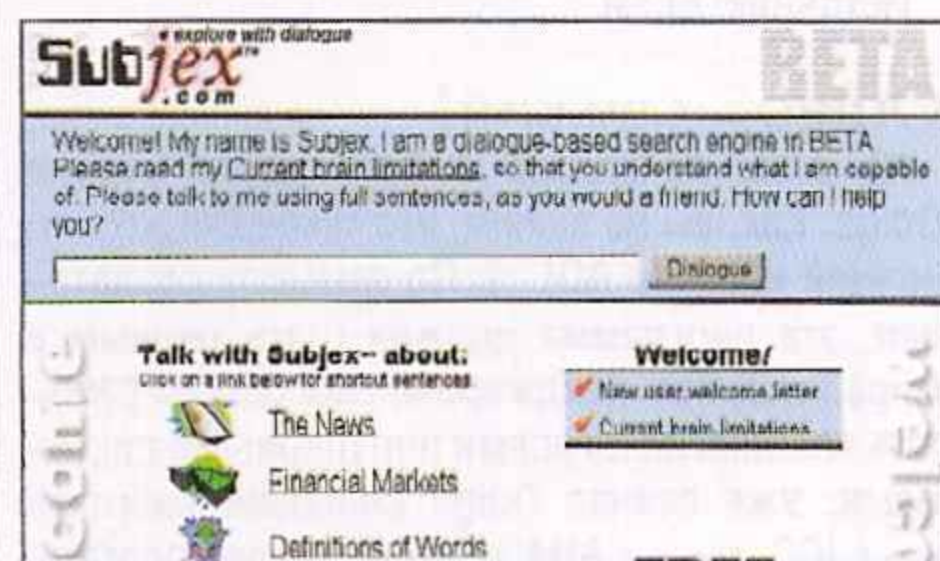 explore with dialogue
Subjex™
.com
BETA
Welcome! My name is Subjex. I am a dialogue-based search engine in BETA
Please read my Current brain limitations, so that you understand what I am capable
of. Please talk to me using full sentences, as you would a friend. How can I help
you?
Dialogue
Talk with Subjex™ about:
Click on a link below for shortcut sentences
The News
Financial Markets
Definitions of Words
Welcome!
New user welcome letter
Current brain limitations